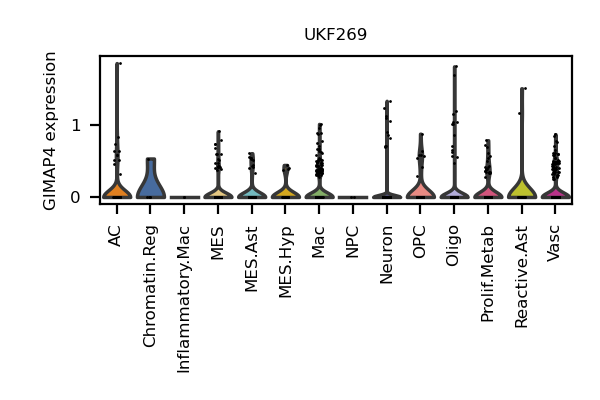 UKF269
GIMAP4 expression
1
0
AC
Chromatin.Reg
Inflammatory.Mac
MES
MES.Ast
MES.Hyp
Mac
NPC
Neuron
OPC
Oligo
Prolif.Metab
Reactive.Ast
Vasc